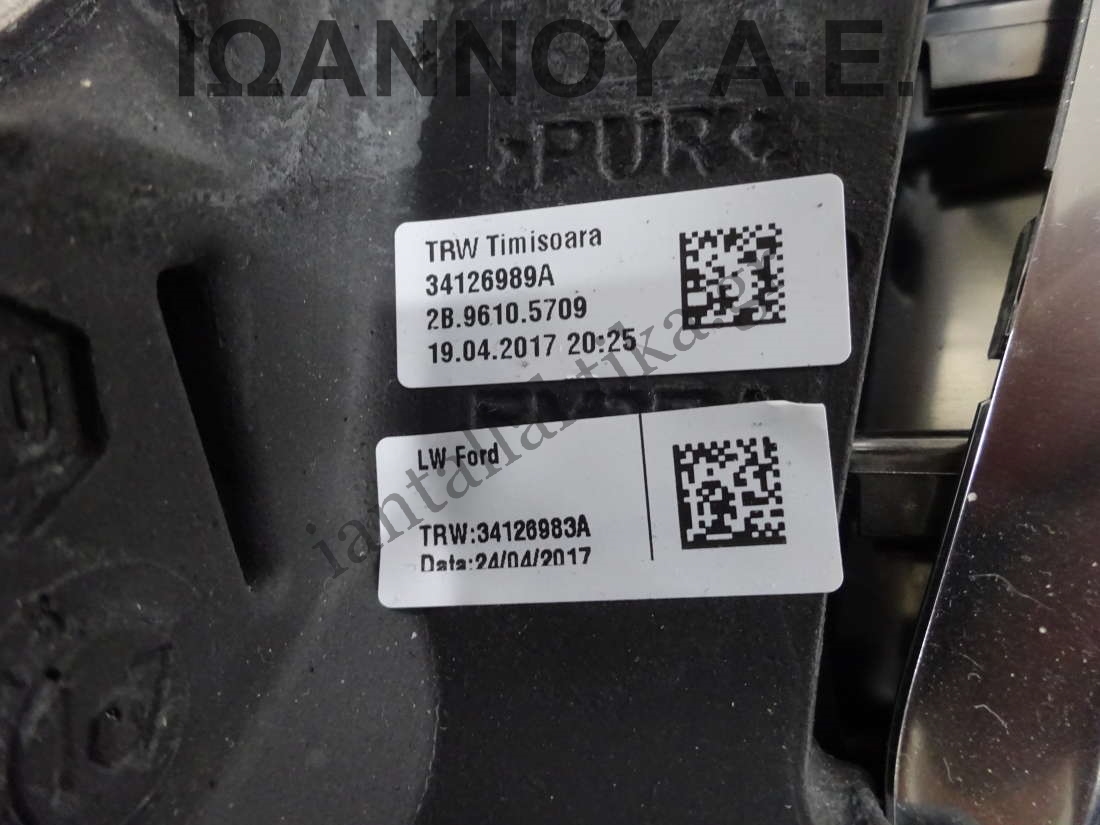 ΙΩΑΝΝΟΥ Α.Ε.
>PUR<
TRW Timisoara
34126989A
2B.9610.5709
19.04.2017 20:25
LW Ford
TRW:34126983A
Data:24/04/2017
iantallaktika.gr